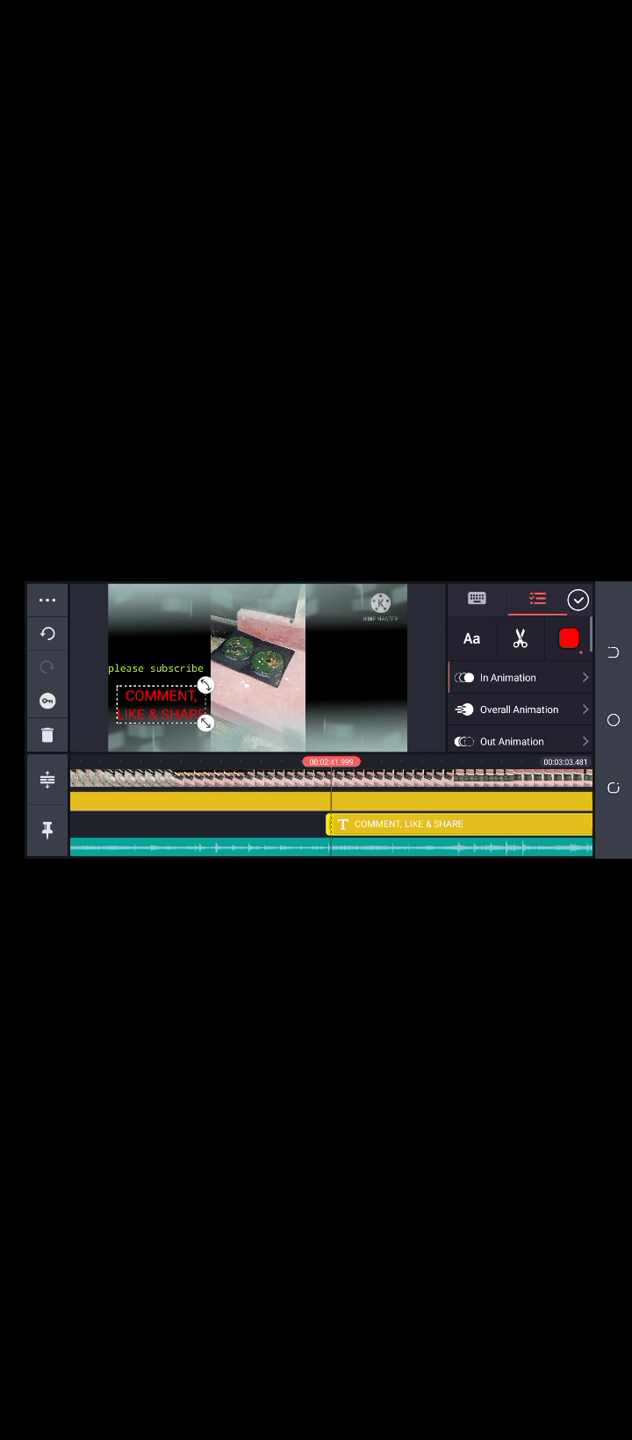 KINEMASTER
please subscribe
COMMENT,
LIKE & SHARE
Aa
In Animation
Overall Animation
Out Animation
00:02:41.999
00:03:03.481
T COMMENT, LIKE & SHARE